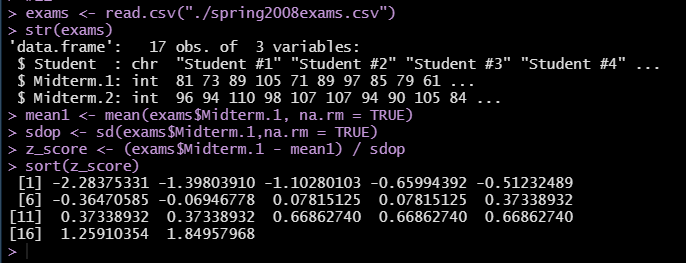 > exams <- read.csv("./spring2008exams.csv")
> str(exams)
'data.frame':   17 obs. of  3 variables:
 $ Student  : chr  "Student #1" "Student #2" "Student #3" "Student #4" ...
 $ Midterm.1: int  81 73 89 105 71 89 97 85 79 61 ...
 $ Midterm.2: int  96 94 110 98 107 107 94 90 105 84 ...
> mean1 <- mean(exams$Midterm.1, na.rm = TRUE)
> sdop <- sd(exams$Midterm.1,na.rm = TRUE)
> z_score <- (exams$Midterm.1 - mean1) / sdop
> sort(z_score)
 [1] -2.28375331 -1.39803910 -1.10280103 -0.65994392 -0.51232489
 [6] -0.36470585 -0.06946778  0.07815125  0.07815125  0.37338932
[11]  0.37338932  0.37338932  0.66862740  0.66862740  0.66862740
[16]  1.25910354  1.84957968
>